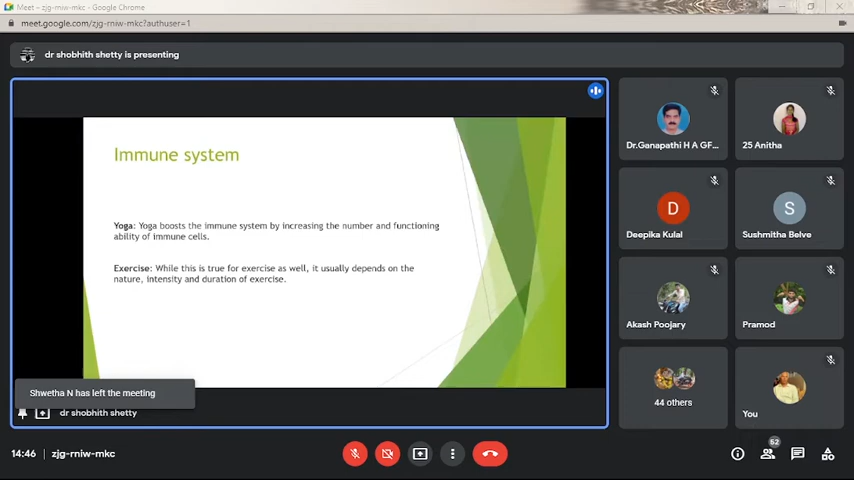 Meet – zjg-rniw-mkc - Google Chrome
meet.google.com/zjg-rniw-mkc?authuser=1
dr shobhith shetty is presenting
Immune system
Yoga: Yoga boosts the immune system by increasing the number and functioning
ability of immune cells.
Exercise: While this is true for exercise as well, it usually depends on the
nature, intensity and duration of exercise.
Shwetha N has left the meeting
dr shobhith shetty
Dr.Ganapathi H A GF...
25 Anitha
D
Deepika Kulal
S
Sushmitha Belve
Akash Poojary
Pramod
44 others
You
14:46
zjg-rniw-mkc
52